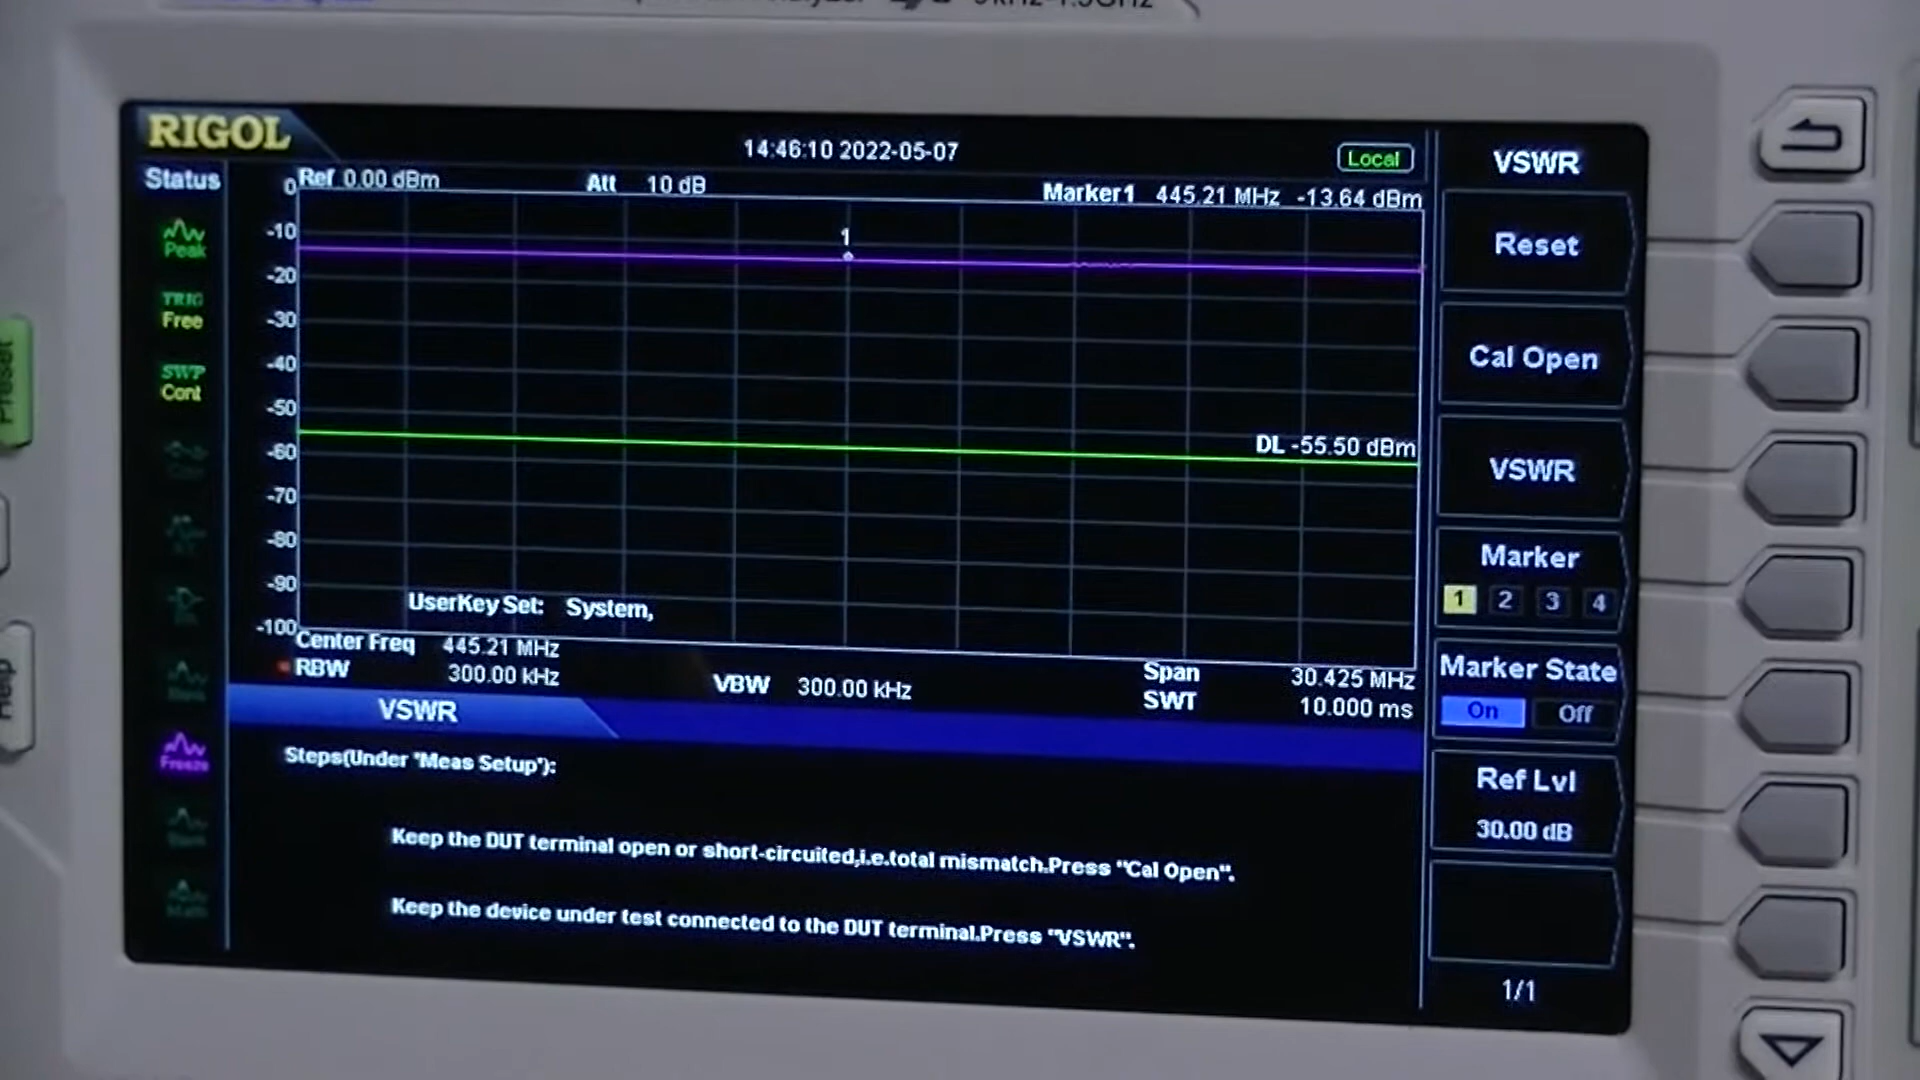 RIGOL
14:46:10 2022-05-07
Local
VSWR
Status
Ref 0.00 dBm
Att 10 dB
Marker1 445.21 MHz -13.64 dBm
0
-10
-20
-30
-40
-50
-60
-70
-80
-90
-100
1
Peak
TRIG
Free
SWP
Cont
Freeze
DL -55.50 dBm
UserKey Set: System,
Center Freq 445.21 MHz
RBW 300.00 kHz
VBW 300.00 kHz
Span 30.425 MHz
SWT 10.000 ms
VSWR
Steps(Under 'Meas Setup'):
Keep the DUT terminal open or short-circuited,i.e.total mismatch.Press "Cal Open".
Keep the device under test connected to the DUT terminal.Press "VSWR".
Reset
Cal Open
VSWR
Marker
1 2 3 4
Marker State
On Off
Ref Lvl
30.00 dB
1/1
Preset
Help